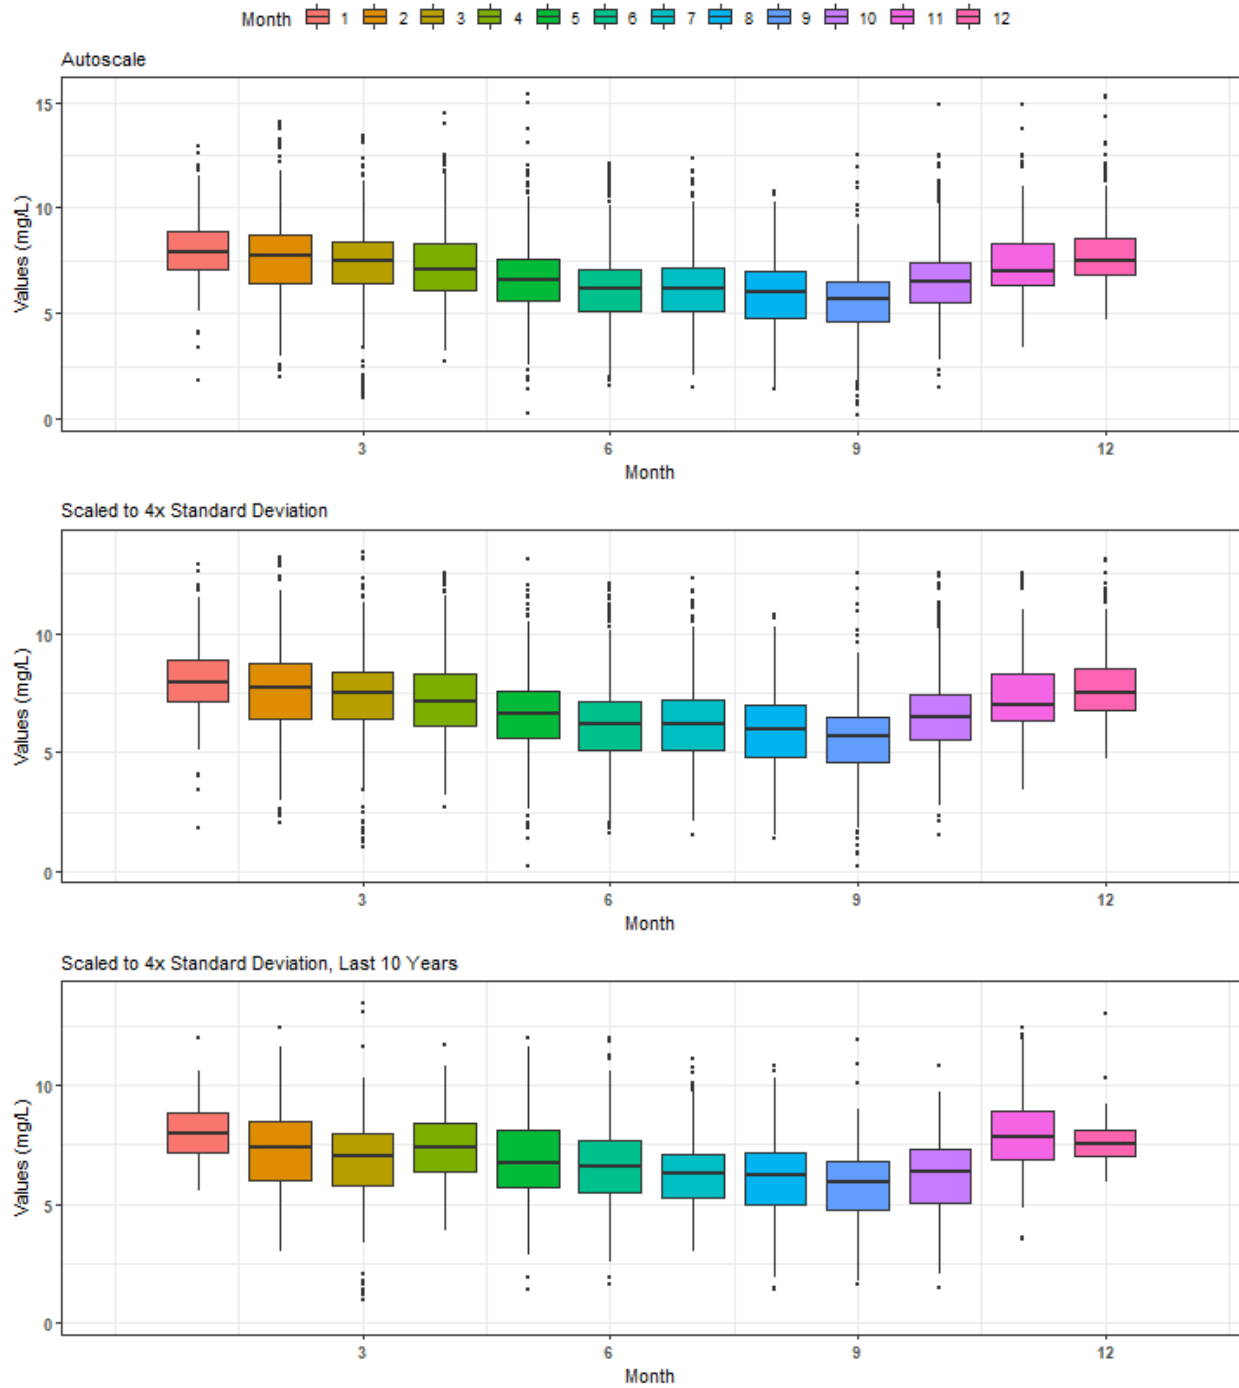 Month 1 2 3 4 5 6 7 8 9 10 11 12
Autoscale
Values (mg/L)
15
10
5
0
3 6 9 12
Month
Scaled to 4x Standard Deviation
Values (mg/L)
10
5
0
3 6 9 12
Month
Scaled to 4x Standard Deviation, Last 10 Years
Values (mg/L)
10
5
0
3 6 9 12
Month